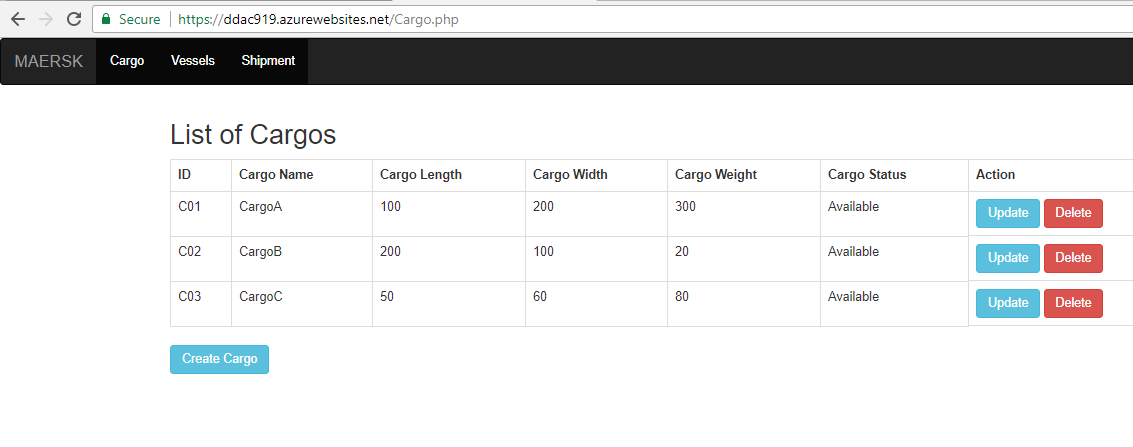 Secure https://ddac919.azurewebsites.net/Cargo.php
MAERSK Cargo Vessels Shipment
List of Cargos
ID Cargo Name Cargo Length Cargo Width Cargo Weight Cargo Status Action
C01 CargoA 100 200 300 Available Update Delete
C02 CargoB 200 100 20 Available Update Delete
C03 CargoC 50 60 80 Available Update Delete
Create Cargo